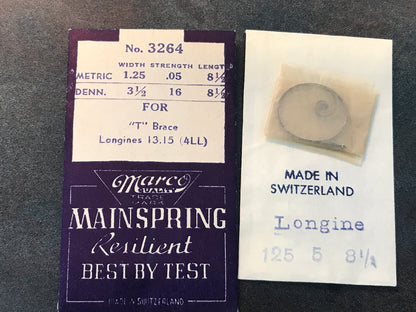 No. 3264
WIDTH STRENGTH LENGTH
METRIC 1.25 .05 8½
DENN. 3½ 16 8½
FOR
"T" Brace
Longines 13.15 (4LL)
Marco
QUALITY
TRADE MARK
MAINSPRING
Resilient
BEST BY TEST
MADE IN SWITZERLAND
MADE IN
SWITZERLAND
Longine
125 5 8½